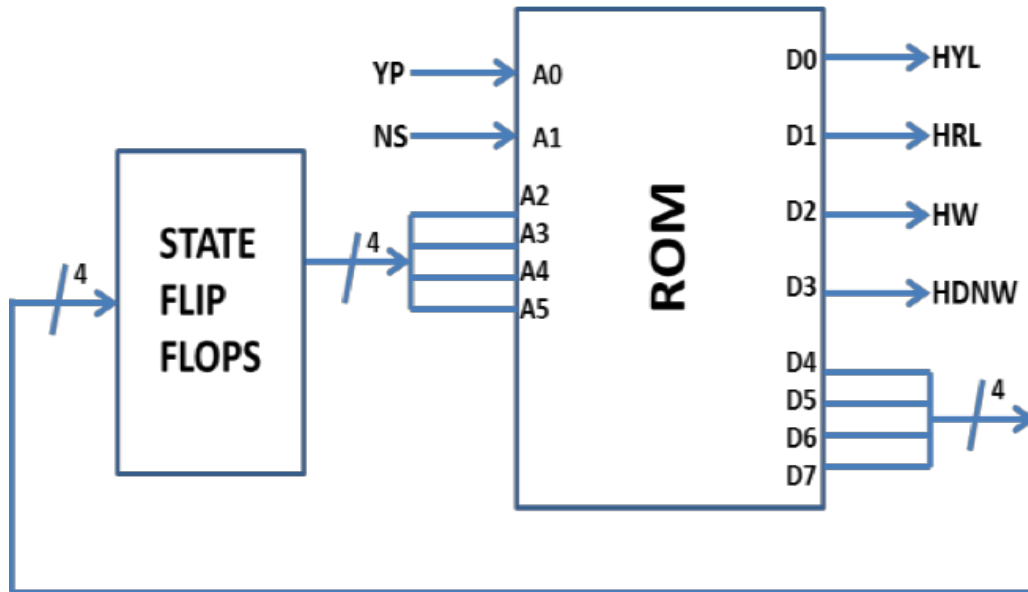 YP
NS
4
STATE
FLIP
FLOPS
4
A0
A1
A2
A3
A4
A5
ROM
D0
D1
D2
D3
D4
D5
D6
D7
HYL
HRL
HW
HDNW
4